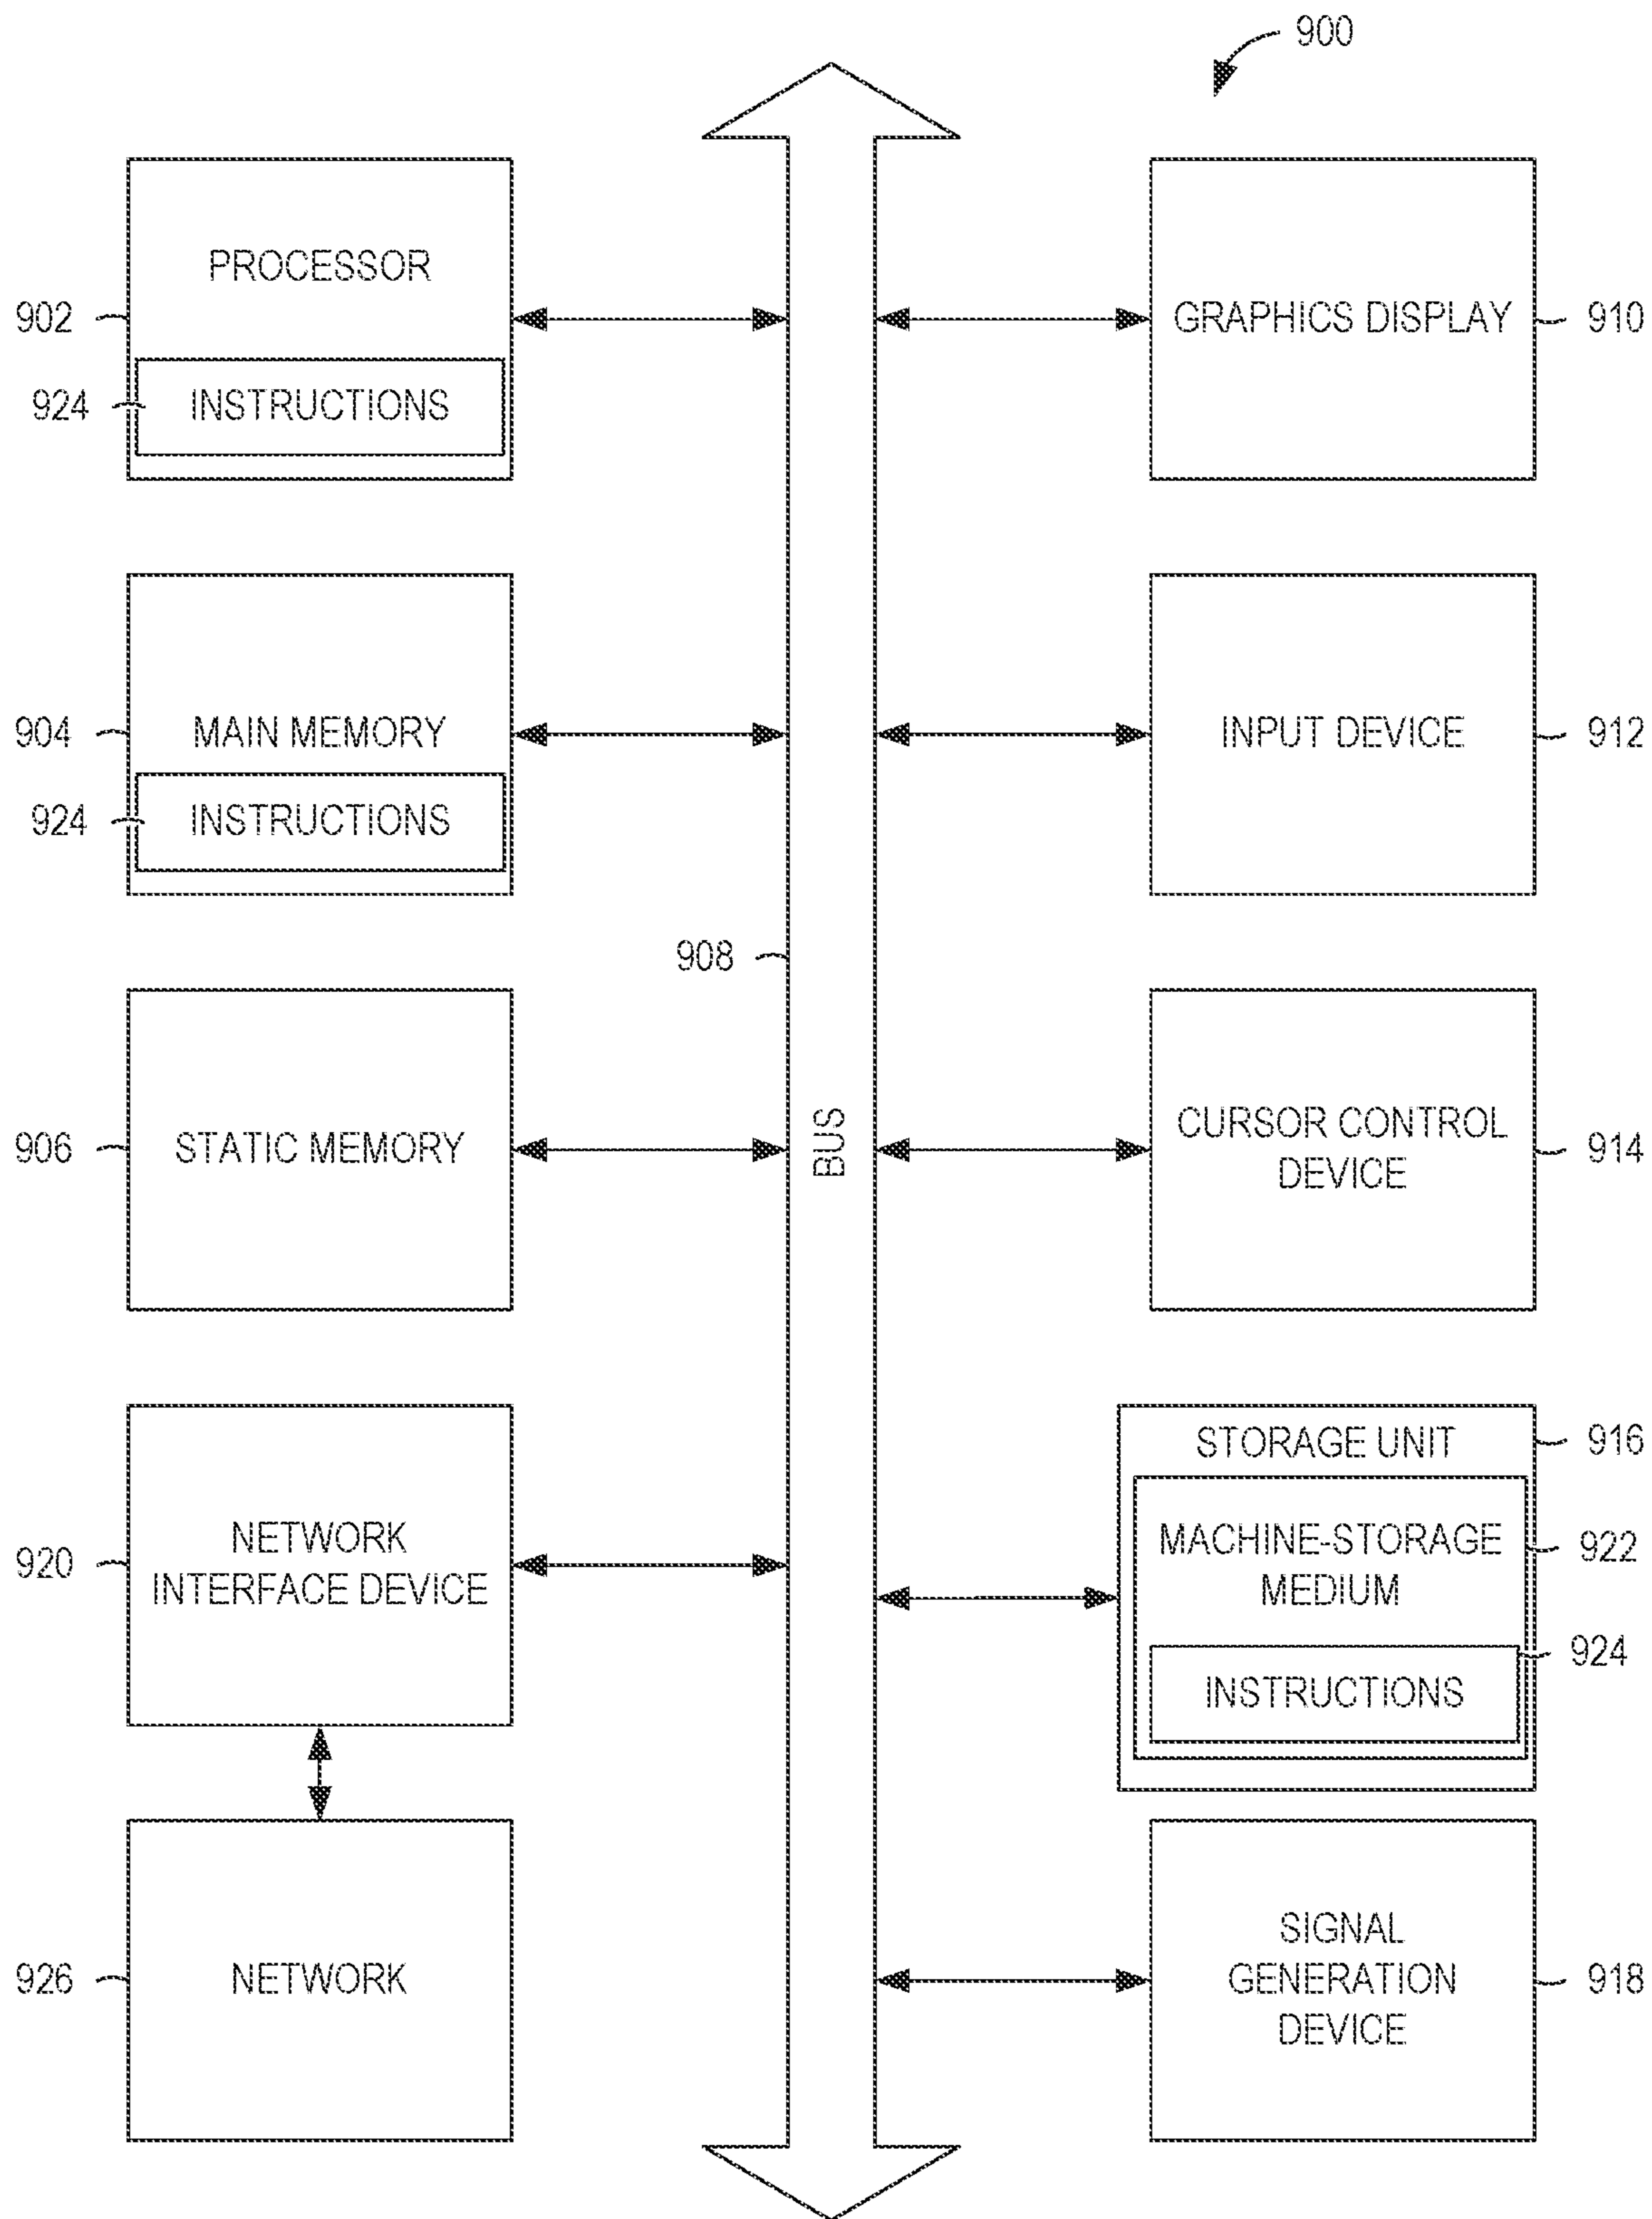 900
PROCESSOR
902
924
INSTRUCTIONS
GRAPHICS DISPLAY
910
904
MAIN MEMORY
924
INSTRUCTIONS
INPUT DEVICE
912
908
BUS
906
STATIC MEMORY
CURSOR CONTROL
DEVICE
914
920
NETWORK
INTERFACE DEVICE
STORAGE UNIT
916
MACHINE-STORAGE
MEDIUM
922
924
INSTRUCTIONS
926
NETWORK
SIGNAL
GENERATION
DEVICE
918